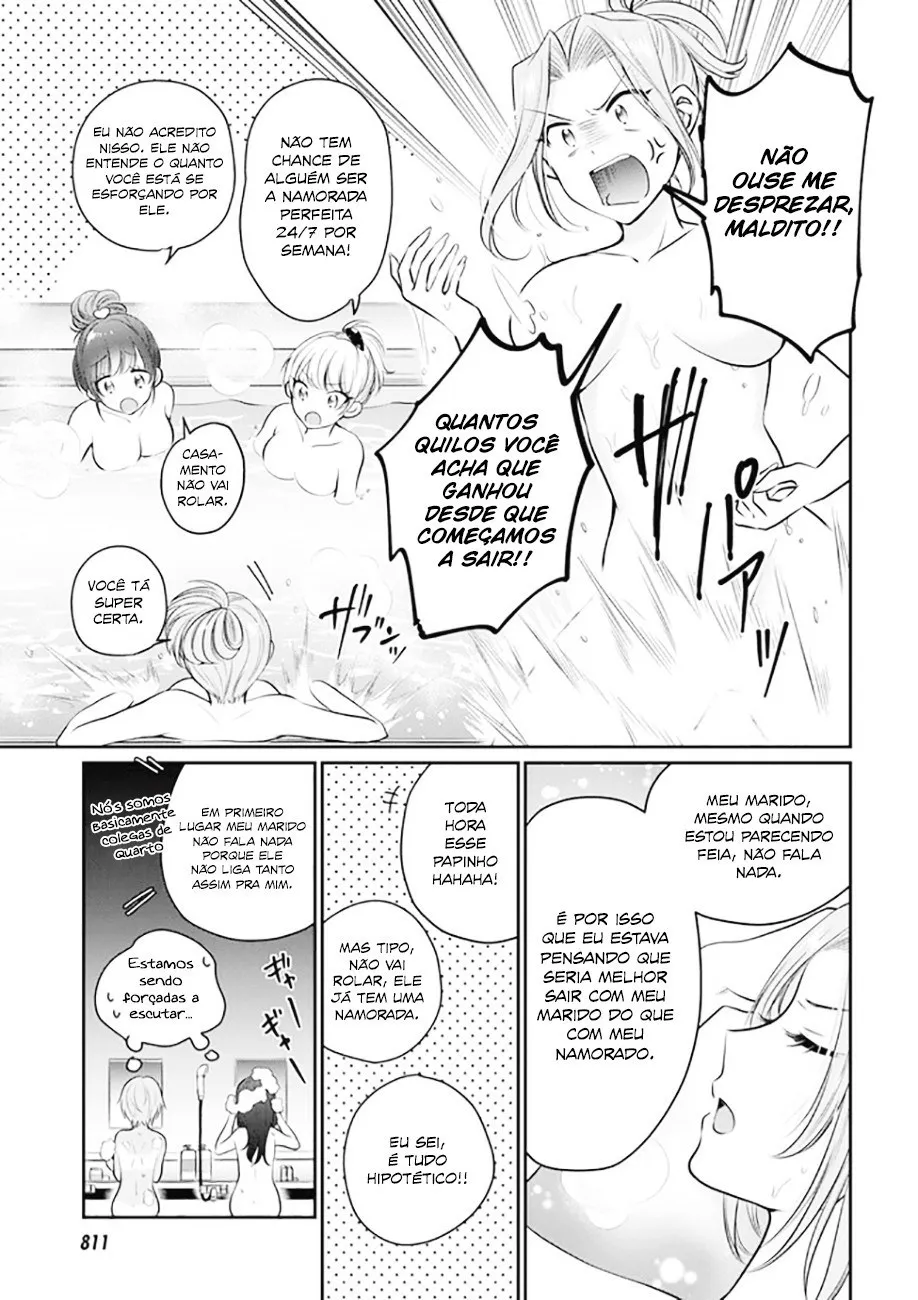 NÃO
OUSE ME
DESPREZAR,
MALDITO!!
QUANTOS
QUILOS VOCÊ
ACHA QUE
GANHOU
DESDE QUE
COMEÇAMOS
A SAIR!!
NÃO TEM
CHANCE DE
ALGUÉM SER
A NAMORADA
PERFEITA
24/7 POR
SEMANA!
EU NÃO ACREDITO
NISSO. ELE NÃO
ENTENDE O QUANTO
VOCÊ ESTÁ SE
ESFORÇANDO POR
ELE.
CASA-
MENTO
NÃO VAI
ROLAR.
VOCÊ TÁ
SUPER
CERTA.
ザブン
MEU MARIDO,
MESMO QUANDO
ESTOU PARECENDO
FEIA, NÃO FALA
NADA.
É POR ISSO
QUE EU ESTAVA
PENSANDO QUE
SERIA MELHOR
SAIR COM MEU
MARIDO DO QUE
COM MEU
NAMORADO.
TODA
HORA
ESSE
PAPINHO
HAHAHA!
MAS TIPO,
NÃO VAI
ROLAR, ELE
JÁ TEM UMA
NAMORADA.
EU SEI,
É TUDO
HIPOTÉTICO!!
EM PRIMEIRO
LUGAR MEU MARIDO
NÃO FALA NADA
PORQUE ELE
NÃO LIGA TANTO
ASSIM PRA MIM.
Nós somos
basicamente
colegas de
quarto
Estamos
sendo
forçadas a
escutar...
811